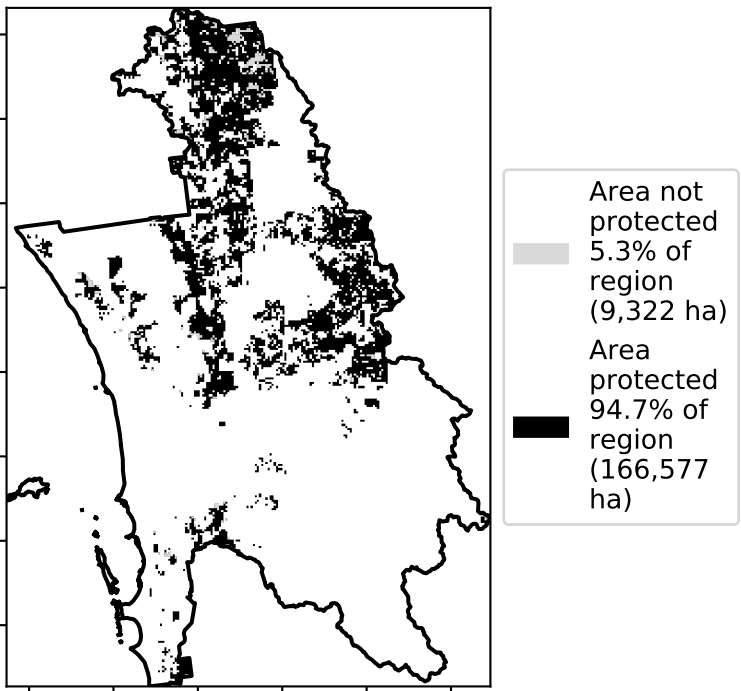 Area not
protected
5.3% of
region
(9,322 ha)
Area
protected
94.7% of
region
(166,577
ha)